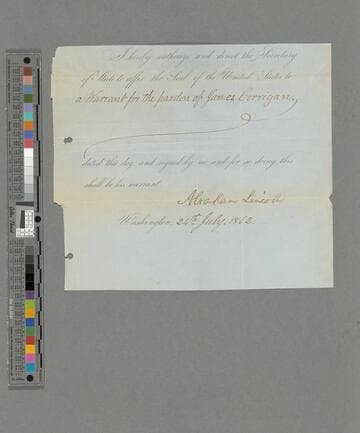 I hereby authorize and direct the Secretary
of State to affix the Seal of the United States to
a Warrant for the pardon of James Corrigan,
dated this day, and signed by me and for so doing this
shall be his warrant.
Abraham Lincoln
Washington, 24th July, 1862.